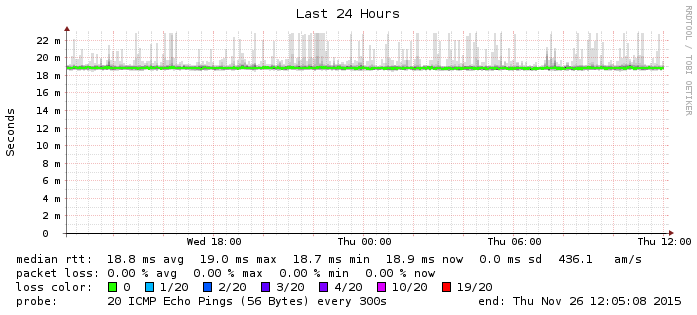 Last 24 Hours
RRDTOOL / TOBI OETIKER
Seconds
22 m
20 m
18 m
16 m
14 m
12 m
10 m
8 m
6 m
4 m
2 m
0
Wed 18:00 Thu 00:00 Thu 06:00 Thu 12:00
median rtt: 18.8 ms avg 19.0 ms max 18.7 ms min 18.9 ms now 0.0 ms sd 436.1 am/s
packet loss: 0.00 % avg 0.00 % max 0.00 % min 0.00 % now
loss color: 0 1/20 2/20 3/20 4/20 10/20 19/20
probe: 20 ICMP Echo Pings (56 Bytes) every 300s end: Thu Nov 26 12:05:08 2015